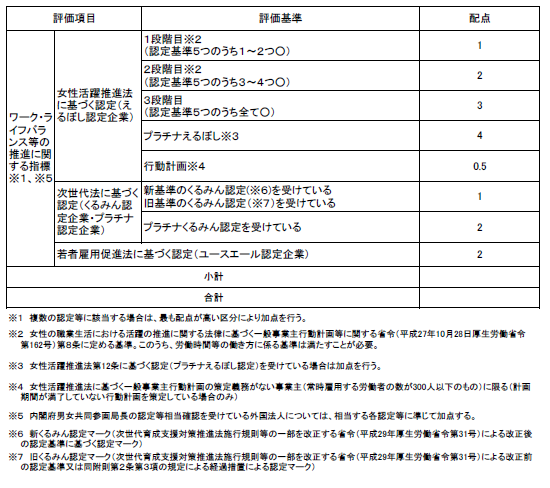 評価項目 評価基準 配点
ワーク・ラ
イフバラ
ンス等の
推進に関
する指標
※1、※5
女性活躍推進法
に基づく認定(え
るぼし認定企業)
1段階目※2
(認定基準5つのうち1～2つ〇)
1
2段階目※2
(認定基準5つのうち3～4つ〇)
2
3段階目
(認定基準5つのうち全て〇)
3
プラチナえるぼし※3
4
行動計画※4
0.5
次世代法に基づく
認定(くるみん認
定企業・プラチナ
認定企業)
新基準のくるみん認定(※6)を受けている
旧基準のくるみん認定(※7)を受けている
1
プラチナくるみん認定を受けている
2
若者雇用促進法に基づく認定(ユースエール認定企業)
2
小計
合計
※1 複数の認定等に該当する場合は、最も配点が高い区分により加点を行う。
※2 女性の職業生活における活躍の推進に関する法律に基づく一般事業主行動計画等に関する省令(平成27年10月28日厚生労働省令
第162号)第8条に定める基準。このうち、労働時間等の働き方に係る基準は満たすことが必要。
※3 女性活躍推進法第12条に基づく認定(プラチナえるぼし認定)を受けている場合は加点を行う。
※4 女性活躍推進法に基づく一般事業主行動計画の策定義務がない事業主(常時雇用する労働者の数が300人以下のもの)に限る(計画
期間が満了していない行動計画を策定している場合のみ)
※5 内閣府男女共同参画局長の認定等相当確認を受けている外国法人については、相当する各認定等に準じて加点する。
※6 新くるみん認定マーク(次世代育成支援対策推進法施行規則等の一部を改正する省令(平成29年厚生労働省令第31号)による改正後
の認定基準に基づく認定マーク)
※7 旧くるみん認定マーク(次世代育成支援対策推進法施行規則等の一部を改正する省令(平成29年厚生労働省令第31号)による改正前
の認定基準又は同附則第2条第3項の規定による経過措置による認定マーク)